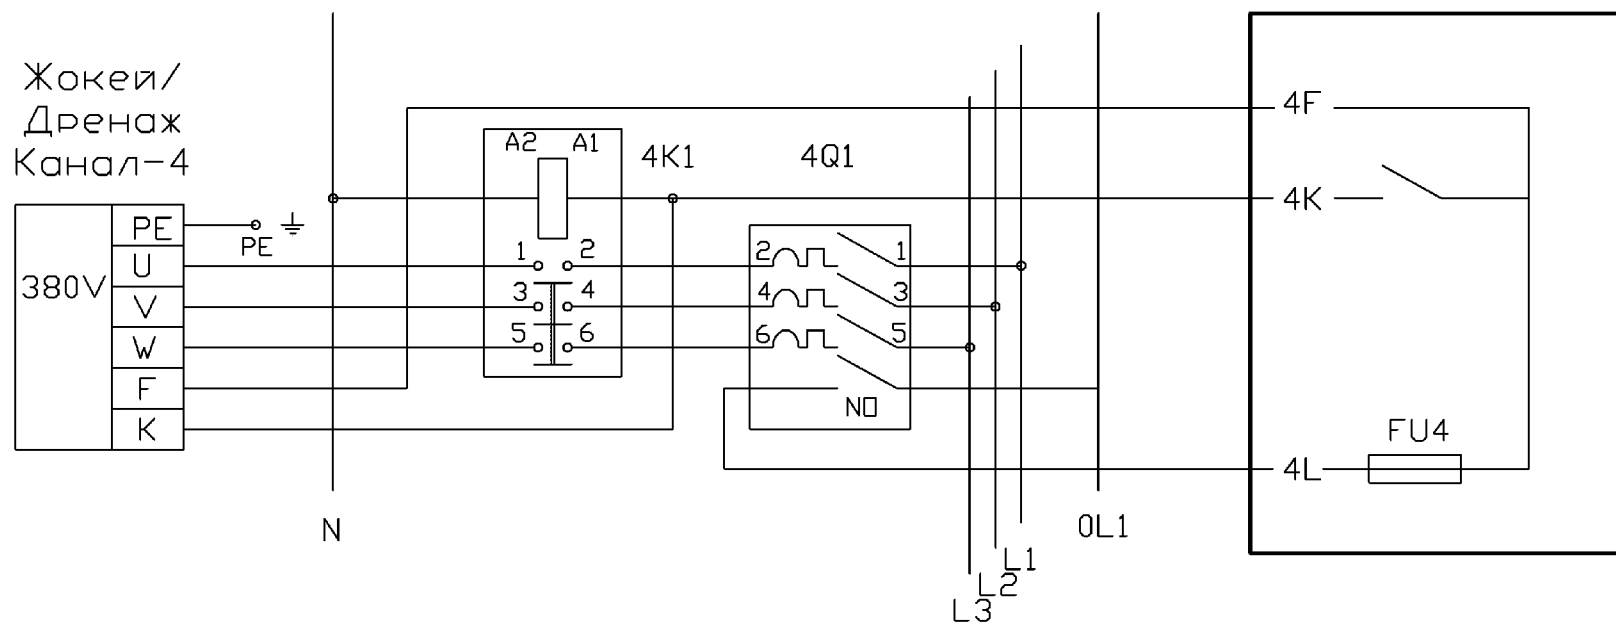 Жокей/
Дренаж
Канал-4
380V
PE
U
V
W
F
K
PE
N
A2 A1
4K1
1 2
3 4
5 6
4Q1
2 1
4 3
6 5
NO
L1
L2
L3
0L1
4F
4K
4L
FU4